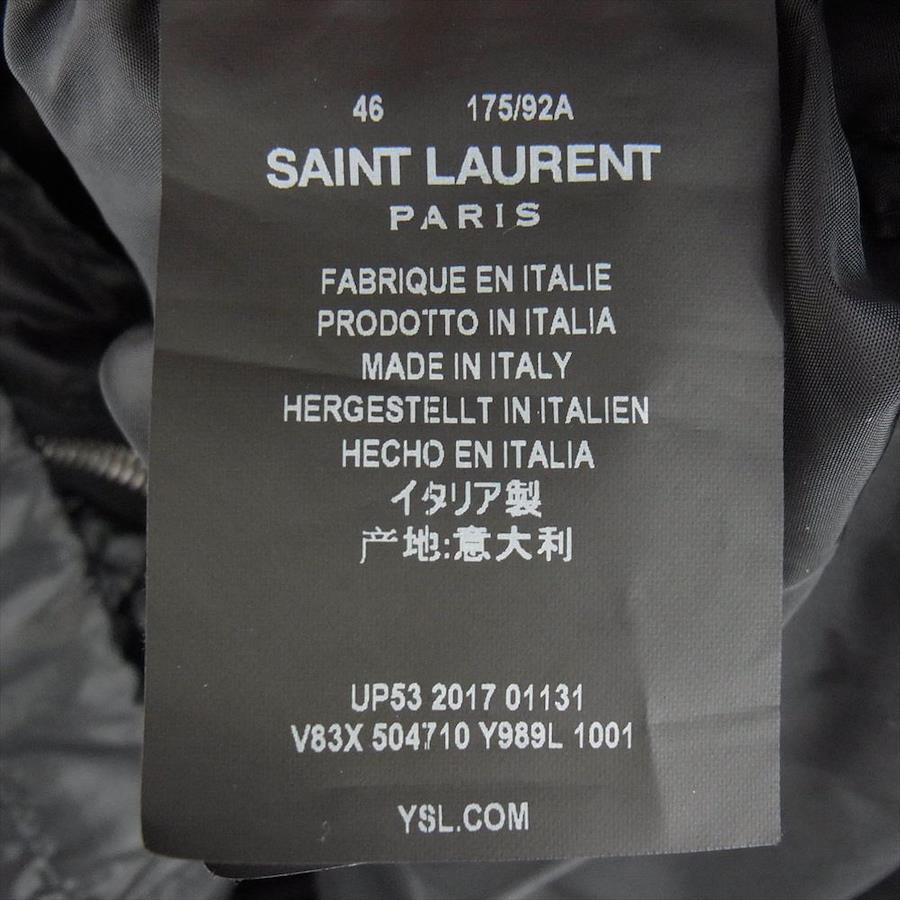 46 175/92A
SAINT LAURENT
PARIS
FABRIQUE EN ITALIE
PRODOTTO IN ITALIA
MADE IN ITALY
HERGESTELLT IN ITALIEN
HECHO EN ITALIA
イタリア製
产地:意大利
UP53 2017 01131
V83X 504710 Y989L 1001
YSL.COM